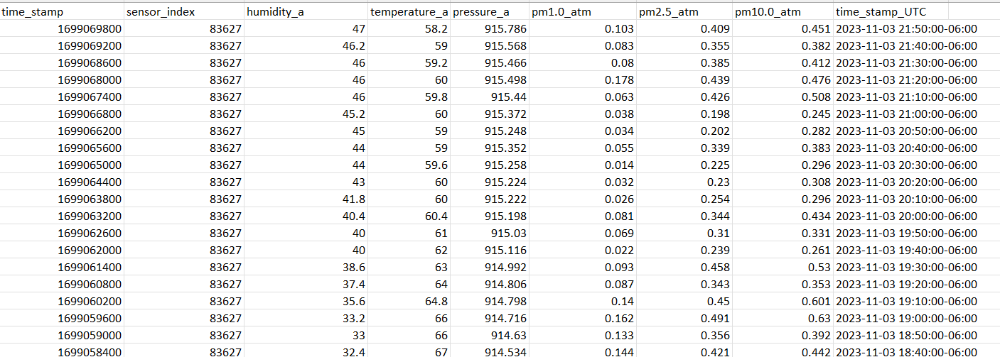 time_stamp sensor_index humidity_a temperature_a pressure_a pm1.0_atm pm2.5_atm pm10.0_atm time_stamp_UTC
1699069800 83627 47 58.2 915.786 0.103 0.409 0.451 2023-11-03 21:50:00-06:00
1699069200 83627 46.2 59 915.568 0.083 0.355 0.382 2023-11-03 21:40:00-06:00
1699068600 83627 46 59.2 915.466 0.08 0.385 0.412 2023-11-03 21:30:00-06:00
1699068000 83627 46 60 915.498 0.178 0.439 0.476 2023-11-03 21:20:00-06:00
1699067400 83627 46 59.8 915.44 0.063 0.426 0.508 2023-11-03 21:10:00-06:00
1699066800 83627 45.2 60 915.372 0.038 0.198 0.245 2023-11-03 21:00:00-06:00
1699066200 83627 45 59 915.248 0.034 0.202 0.282 2023-11-03 20:50:00-06:00
1699065600 83627 44 59 915.352 0.055 0.339 0.383 2023-11-03 20:40:00-06:00
1699065000 83627 44 59.6 915.258 0.014 0.225 0.296 2023-11-03 20:30:00-06:00
1699064400 83627 43 60 915.224 0.032 0.23 0.308 2023-11-03 20:20:00-06:00
1699063800 83627 41.8 60 915.222 0.026 0.254 0.296 2023-11-03 20:10:00-06:00
1699063200 83627 40.4 60.4 915.198 0.081 0.344 0.434 2023-11-03 20:00:00-06:00
1699062600 83627 40 61 915.03 0.069 0.31 0.331 2023-11-03 19:50:00-06:00
1699062000 83627 40 62 915.116 0.022 0.239 0.261 2023-11-03 19:40:00-06:00
1699061400 83627 38.6 63 914.992 0.093 0.458 0.53 2023-11-03 19:30:00-06:00
1699060800 83627 37.4 64 914.806 0.087 0.343 0.353 2023-11-03 19:20:00-06:00
1699060200 83627 35.6 64.8 914.798 0.14 0.45 0.601 2023-11-03 19:10:00-06:00
1699059600 83627 33.2 66 914.716 0.162 0.491 0.63 2023-11-03 19:00:00-06:00
1699059000 83627 33 66 914.63 0.133 0.356 0.392 2023-11-03 18:50:00-06:00
1699058400 83627 32.4 67 914.534 0.144 0.421 0.442 2023-11-03 18:40:00-06:00